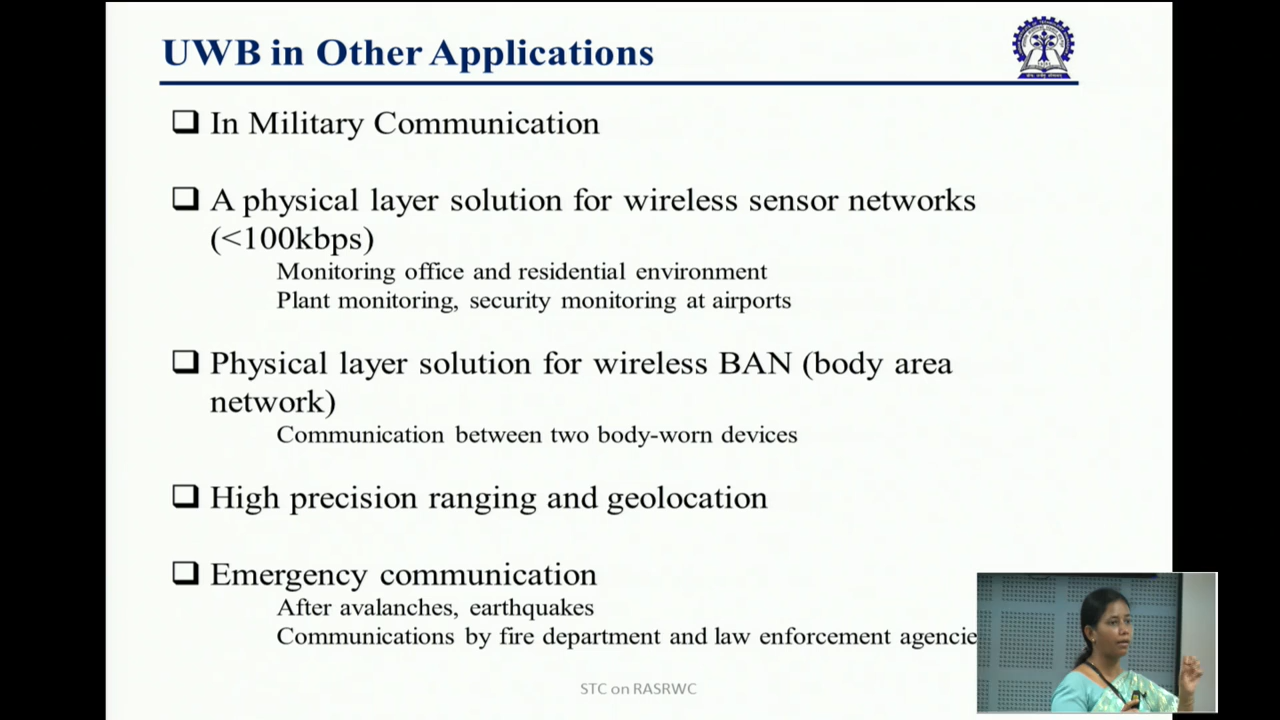 UWB in Other Applications
❑ In Military Communication
❑ A physical layer solution for wireless sensor networks
(<100kbps)
Monitoring office and residential environment
Plant monitoring, security monitoring at airports
❑ Physical layer solution for wireless BAN (body area
network)
Communication between two body-worn devices
❑ High precision ranging and geolocation
❑ Emergency communication
After avalanches, earthquakes
Communications by fire department and law enforcement agencie
STC on RASRWC